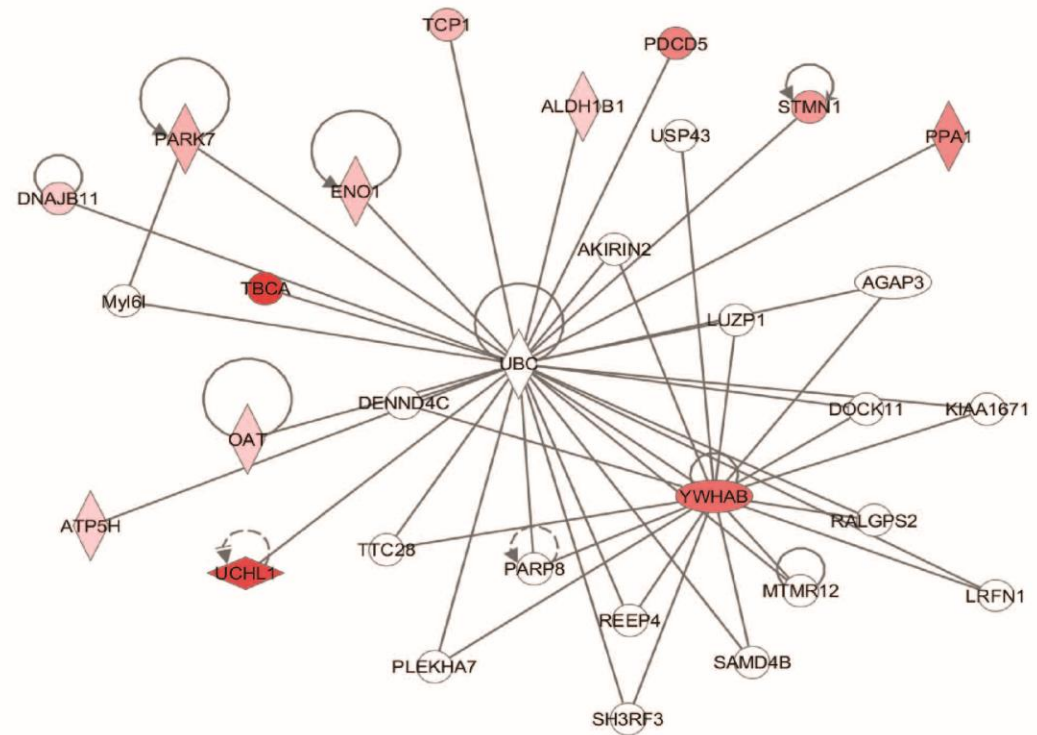 TCP1
PDCD5
ALDH1B1
STMN1
USP43
PPA1
PARK7
DNAJB11
ENO1
AKIRIN2
TBCA
Myl6l
AGAP3
LUZP1
UBC
DENND4C
DOCK11
KIAA1671
OAT
YWHAB
ATP5H
RALGPS2
TTC28
PARP8
UCHL1
MTMR12
LRFN1
REEP4
PLEKHA7
SAMD4B
SH3RF3